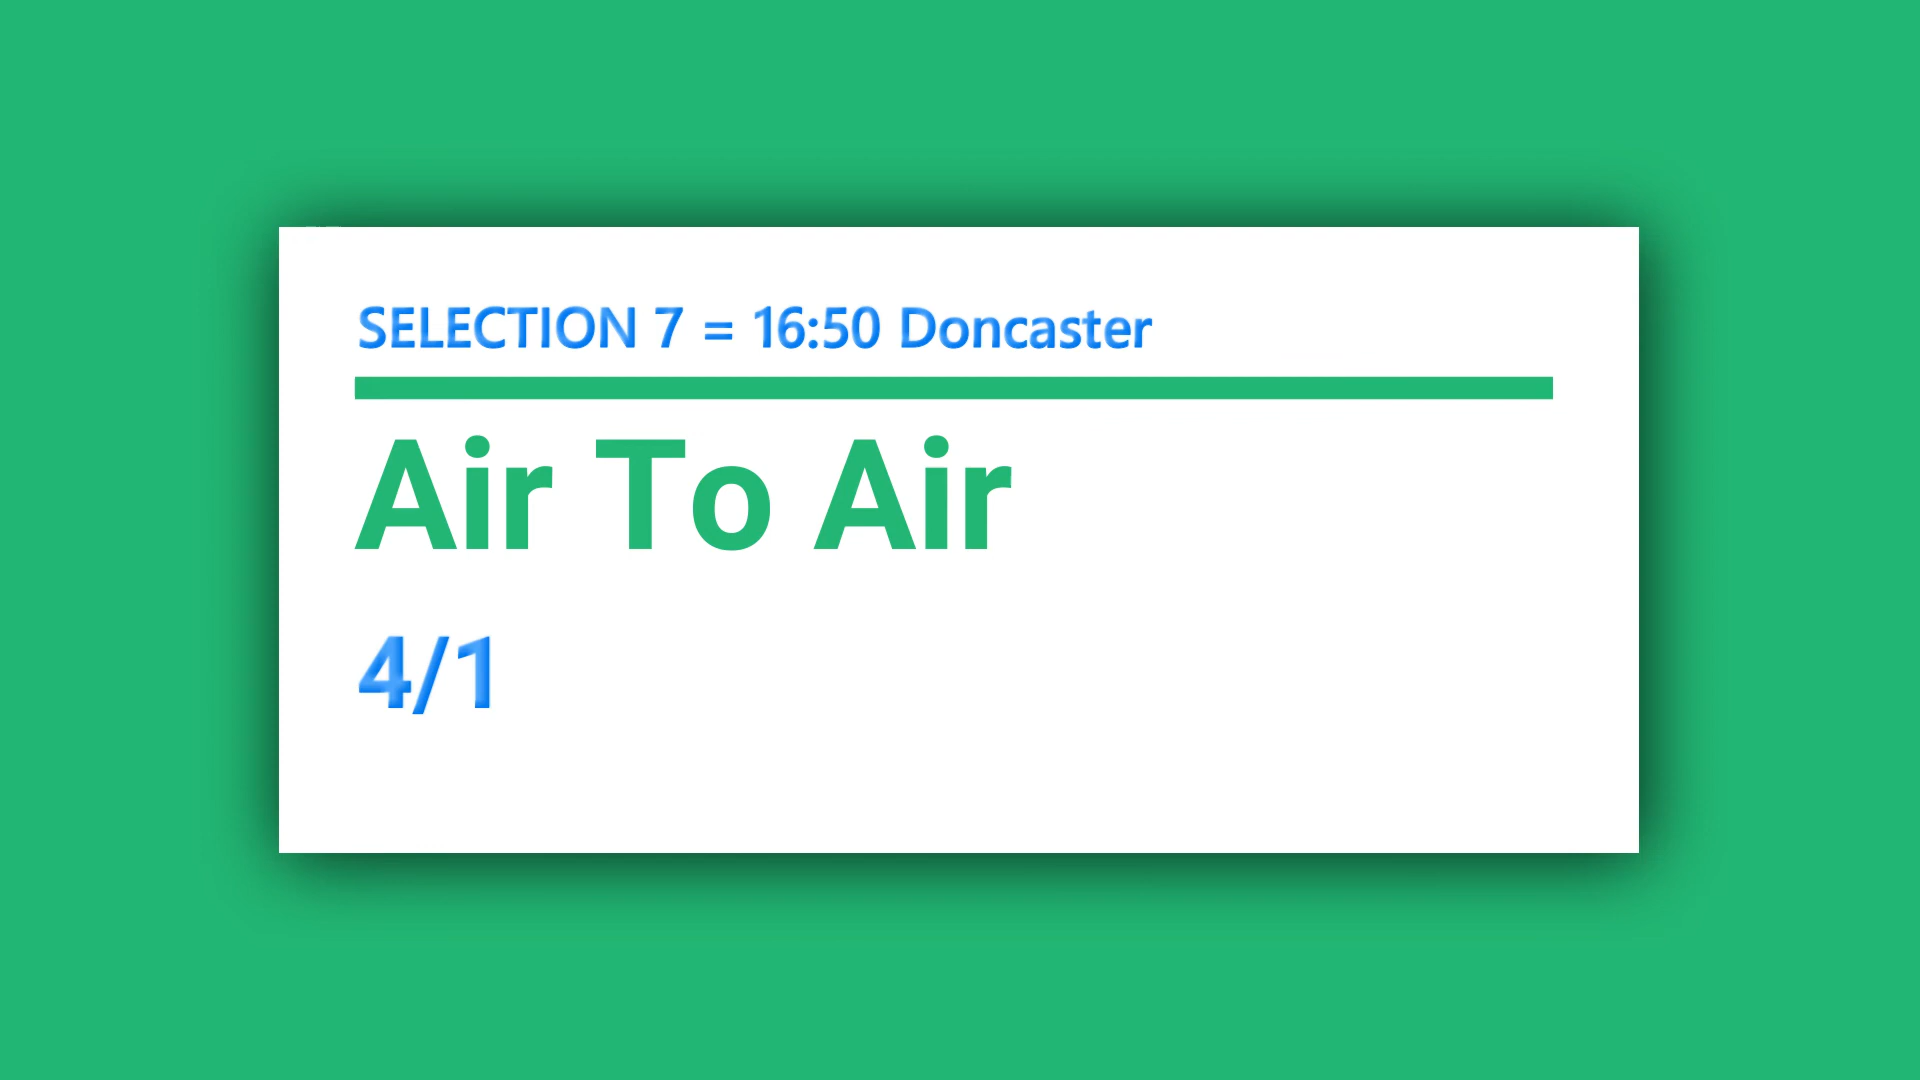 SELECTION 7 = 16:50 Doncaster
Air To Air
4/1